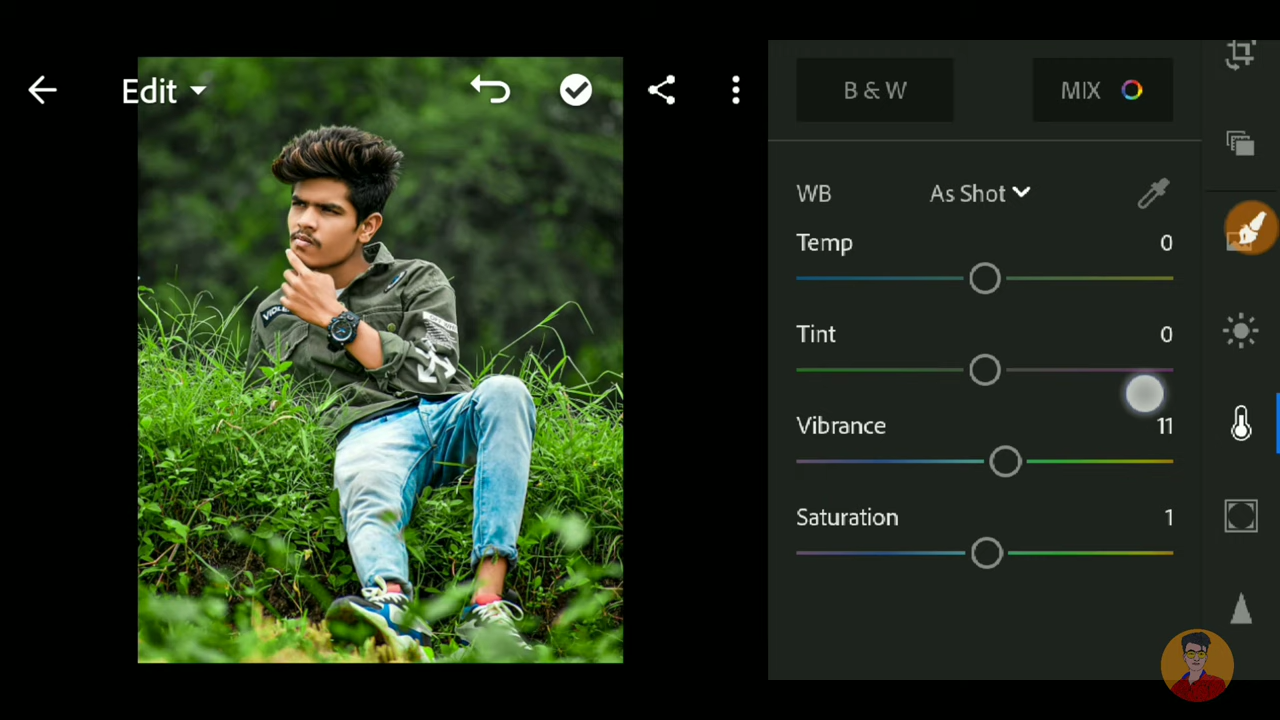 Edit
B & W
MIX
WB
As Shot
Temp
0
Tint
0
Vibrance
11
Saturation
1